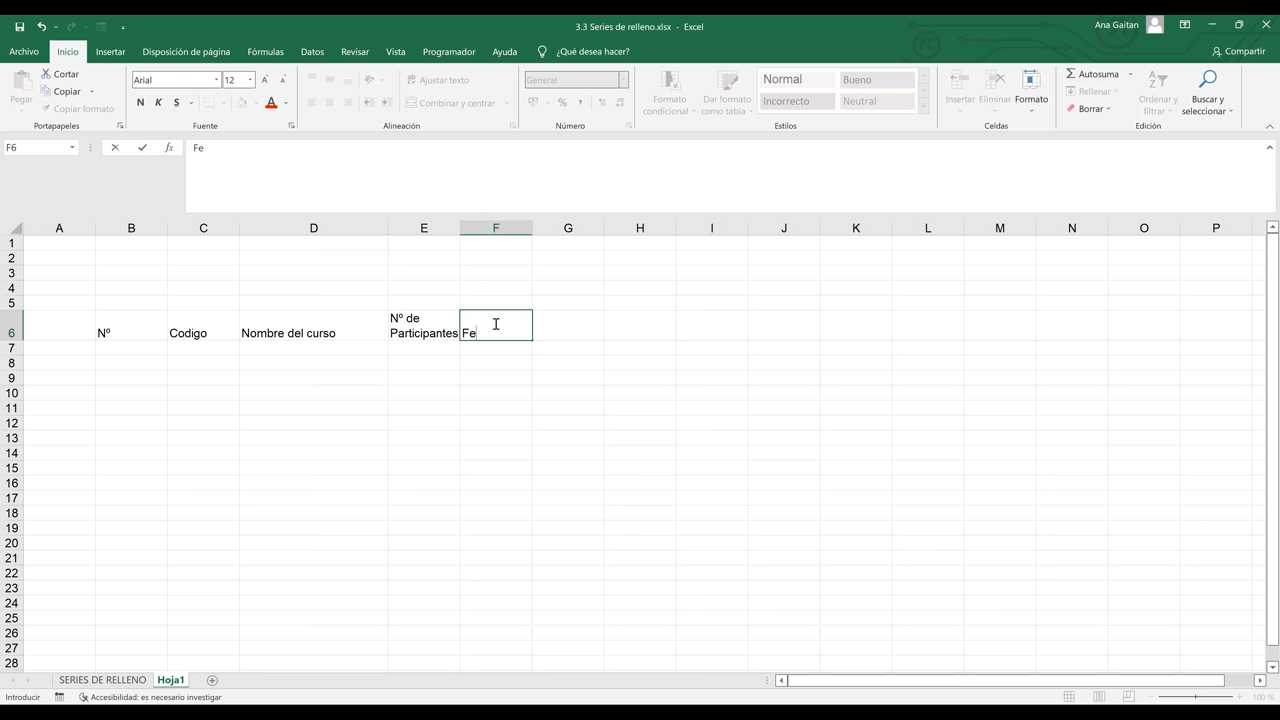 3.3 Series de relleno.xlsx - Excel
Ana Gaitan
Archivo Inicio Insertar Disposición de página Fórmulas Datos Revisar Vista Programador Ayuda ¿Qué desea hacer? Compartir
Pegar
Cortar
Copiar
Copiar formato
Portapapeles
Arial 12
N K S
Fuente
Ajustar texto
Combinar y centrar
Alineación
General
% 000
Número
Formato condicional
Dar formato como tabla
Normal Bueno
Incorrecto Neutral
Estilos
Insertar Eliminar Formato
Celdas
Autosuma
Rellenar
Borrar
Ordenar y filtrar
Buscar y seleccionar
Edición
F6 fx Fe
A B C D E F G H I J K L M N O P
1
2
3
4
5
6 Nº Codigo Nombre del curso Nº de Participantes Fe
7
8
9
10
11
12
13
14
15
16
17
18
19
20
21
22
23
24
25
26
27
28
SERIES DE RELLENO Hoja1
Introducir Accesibilidad: es necesario investigar 100 %